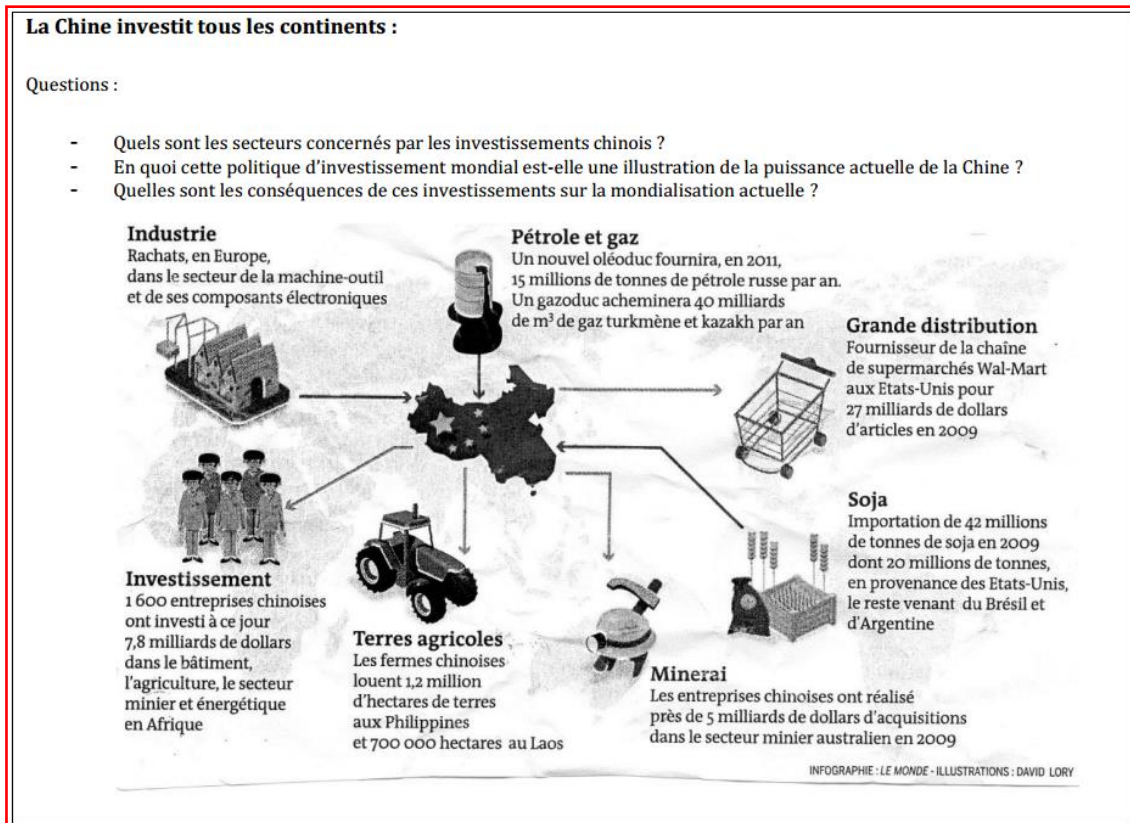 La Chine investit tous les continents :
Questions :
- Quels sont les secteurs concernés par les investissements chinois ?
- En quoi cette politique d'investissement mondial est-elle une illustration de la puissance actuelle de la Chine ?
- Quelles sont les conséquences de ces investissements sur la mondialisation actuelle ?
Industrie
Rachats, en Europe,
dans le secteur de la machine-outil
et de ses composants électroniques
Pétrole et gaz
Un nouvel oléoduc fournira, en 2011,
15 millions de tonnes de pétrole russe par an.
Un gazoduc acheminera 40 milliards
de m³ de gaz turkmène et kazakh par an
Grande distribution
Fournisseur de la chaîne
de supermarchés Wal-Mart
aux Etats-Unis pour
27 milliards de dollars
d'articles en 2009
Investissement
1 600 entreprises chinoises
ont investi à ce jour
7,8 milliards de dollars
dans le bâtiment,
l'agriculture, le secteur
minier et énergétique
en Afrique
Terres agricoles
Les fermes chinoises
louent 1,2 million
d'hectares de terres
aux Philippines
et 700 000 hectares au Laos
Minerai
Les entreprises chinoises ont réalisé
près de 5 milliards de dollars d'acquisitions
dans le secteur minier australien en 2009
Soja
Importation de 42 millions
de tonnes de soja en 2009
dont 20 millions de tonnes,
en provenance des Etats-Unis,
le reste venant du Brésil et
d'Argentine
INFOGRAPHIE : LE MONDE - ILLUSTRATIONS : DAVID LORY